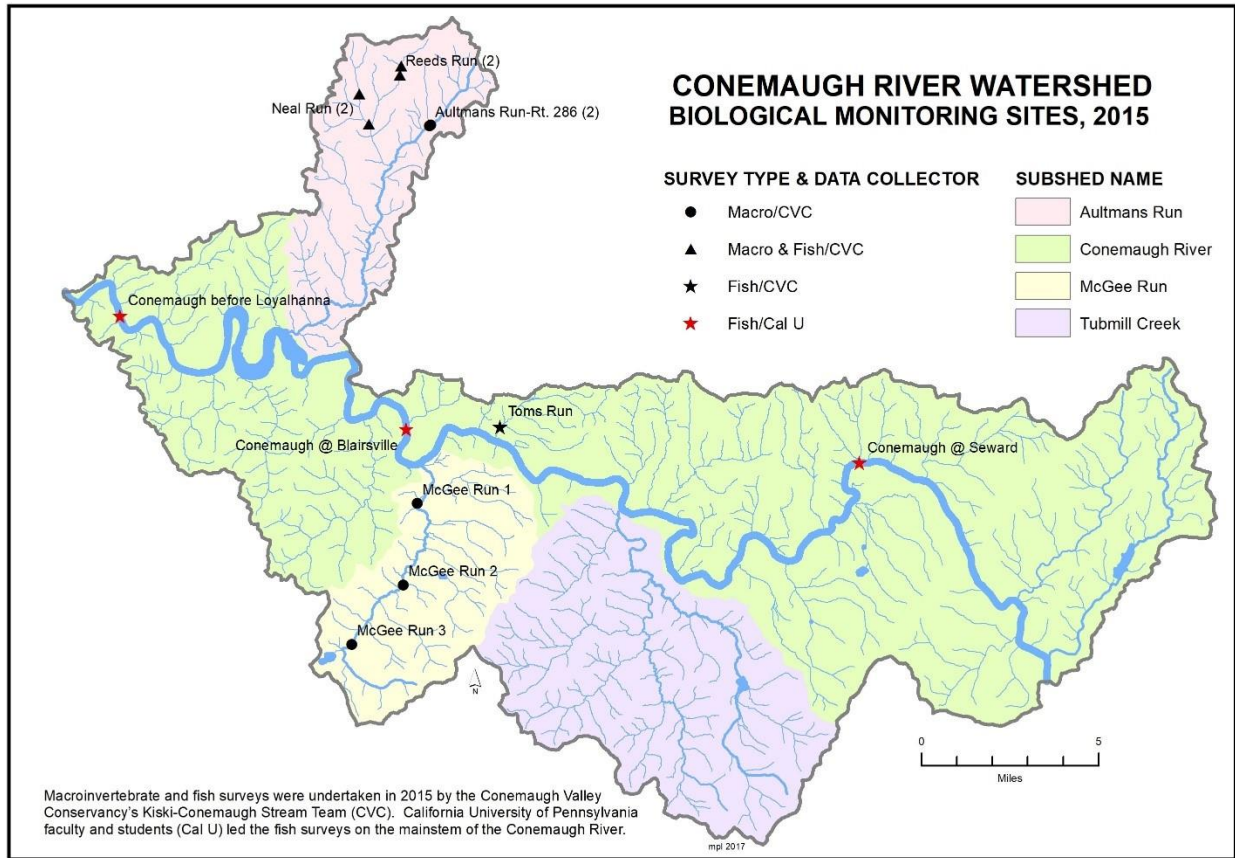 CONEMAUGH RIVER WATERSHED
BIOLOGICAL MONITORING SITES, 2015
SURVEY TYPE & DATA COLLECTOR
Macro/CVC
Macro & Fish/CVC
Fish/CVC
Fish/Cal U
SUBSHED NAME
Aultmans Run
Conemaugh River
McGee Run
Tubmill Creek
Reeds Run (2)
Neal Run (2)
Aultmans Run-Rt. 286 (2)
Conemaugh before Loyalhanna
Toms Run
Conemaugh @ Blairsville
Conemaugh @ Seward
McGee Run 1
McGee Run 2
McGee Run 3
N
0 5
Miles
Macroinvertebrate and fish surveys were undertaken in 2015 by the Conemaugh Valley
Conservancy's Kiski-Conemaugh Stream Team (CVC). California University of Pennsylvania
faculty and students (Cal U) led the fish surveys on the mainstem of the Conemaugh River.
mpl 2017